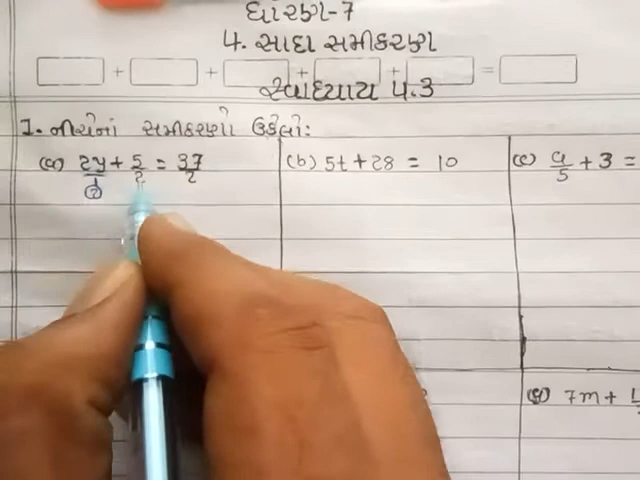 ધોરણ-7
4. સાદા સમીકરણ
+ + + + =
સ્વાધ્યાય 4.3
1. નીચેનાં સમીકરણો ઉકેલો:
(a) 2y + 5/2 = 37/2
(b) 5t + 28 = 10
(c) a/5 + 3 =
7m +